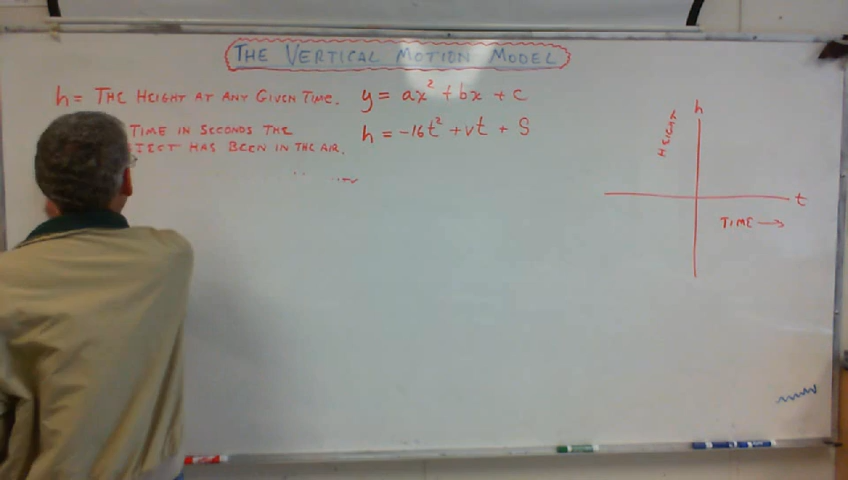 THE VERTICAL MOTION MODEL
h = THE HEIGHT AT ANY GIVEN TIME.
TIME IN SECONDS THE
HAS BEEN IN THE AIR.
y = ax² + bx + c
h = -16t² + vt + S
h
HEIGHT
t
TIME →